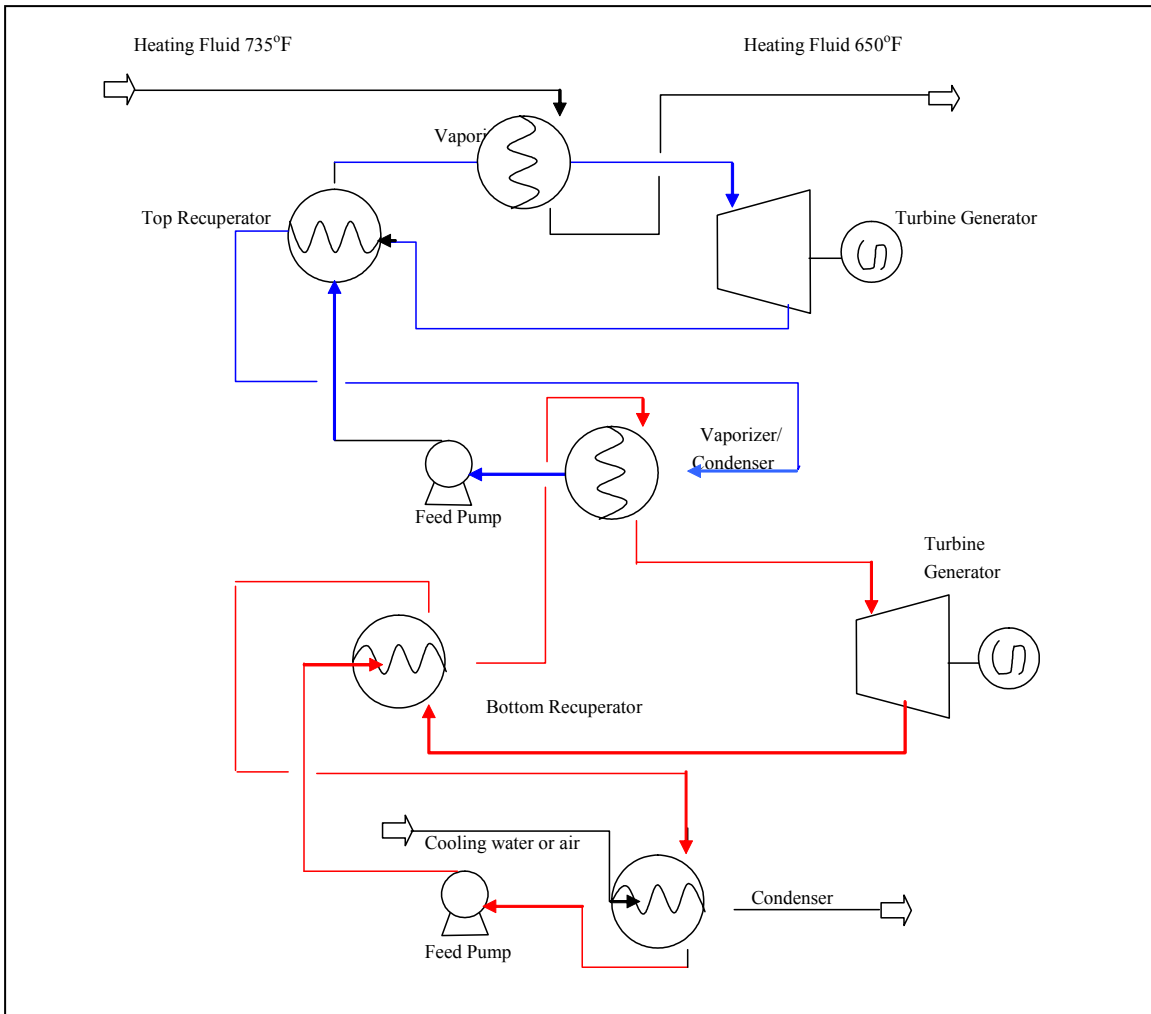 Heating Fluid 735°F
Heating Fluid 650°F
Vapori
Top Recuperator
Turbine Generator
Vaporizer/
Condenser
Feed Pump
Turbine
Generator
Bottom Recuperator
Cooling water or air
Condenser
Feed Pump